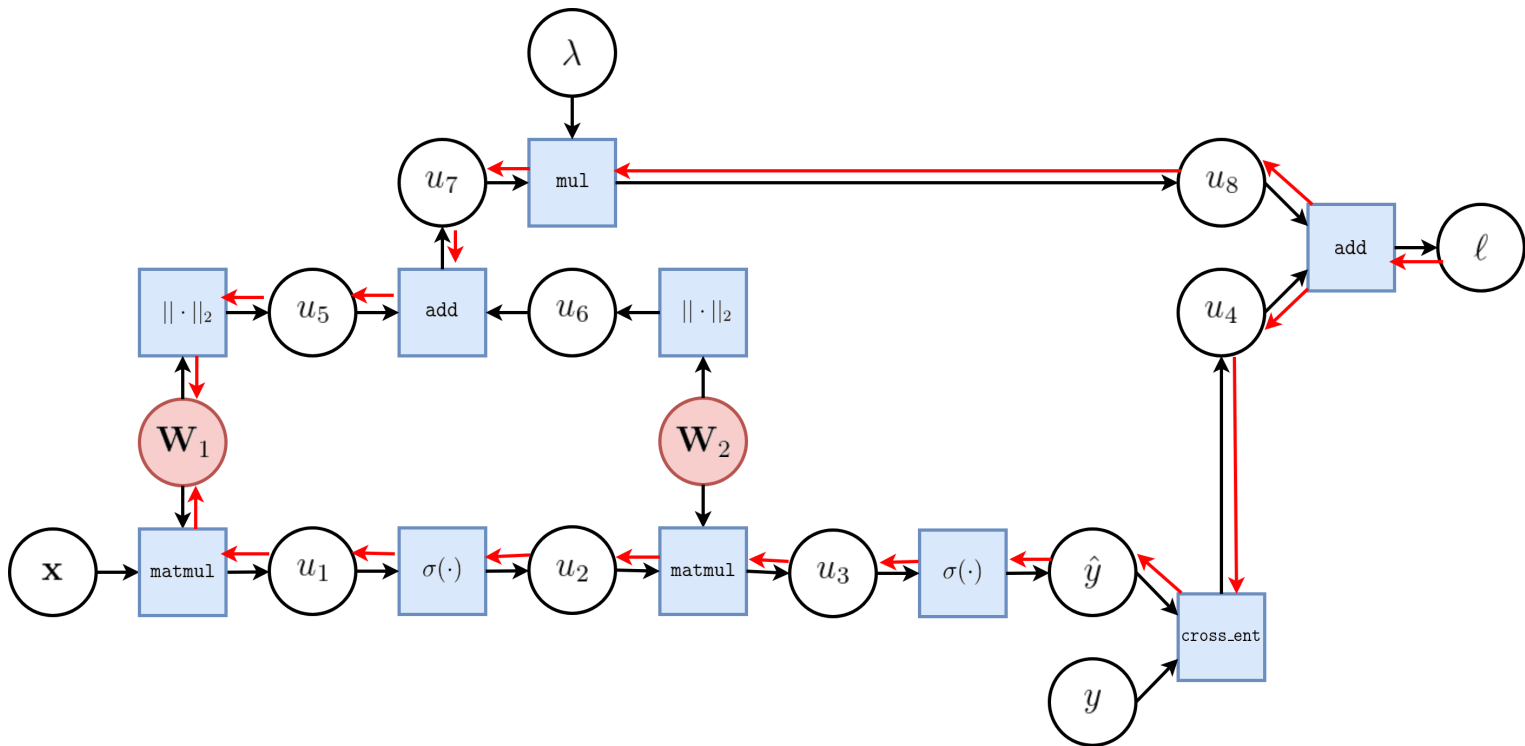 λ
u₇
mul
u₈
add
ℓ
|| · ||₂
u₅
add
u₆
|| · ||₂
u₄
W₁
W₂
x
matmul
u₁
σ(·)
u₂
matmul
u₃
σ(·)
ŷ
cross_ent
y